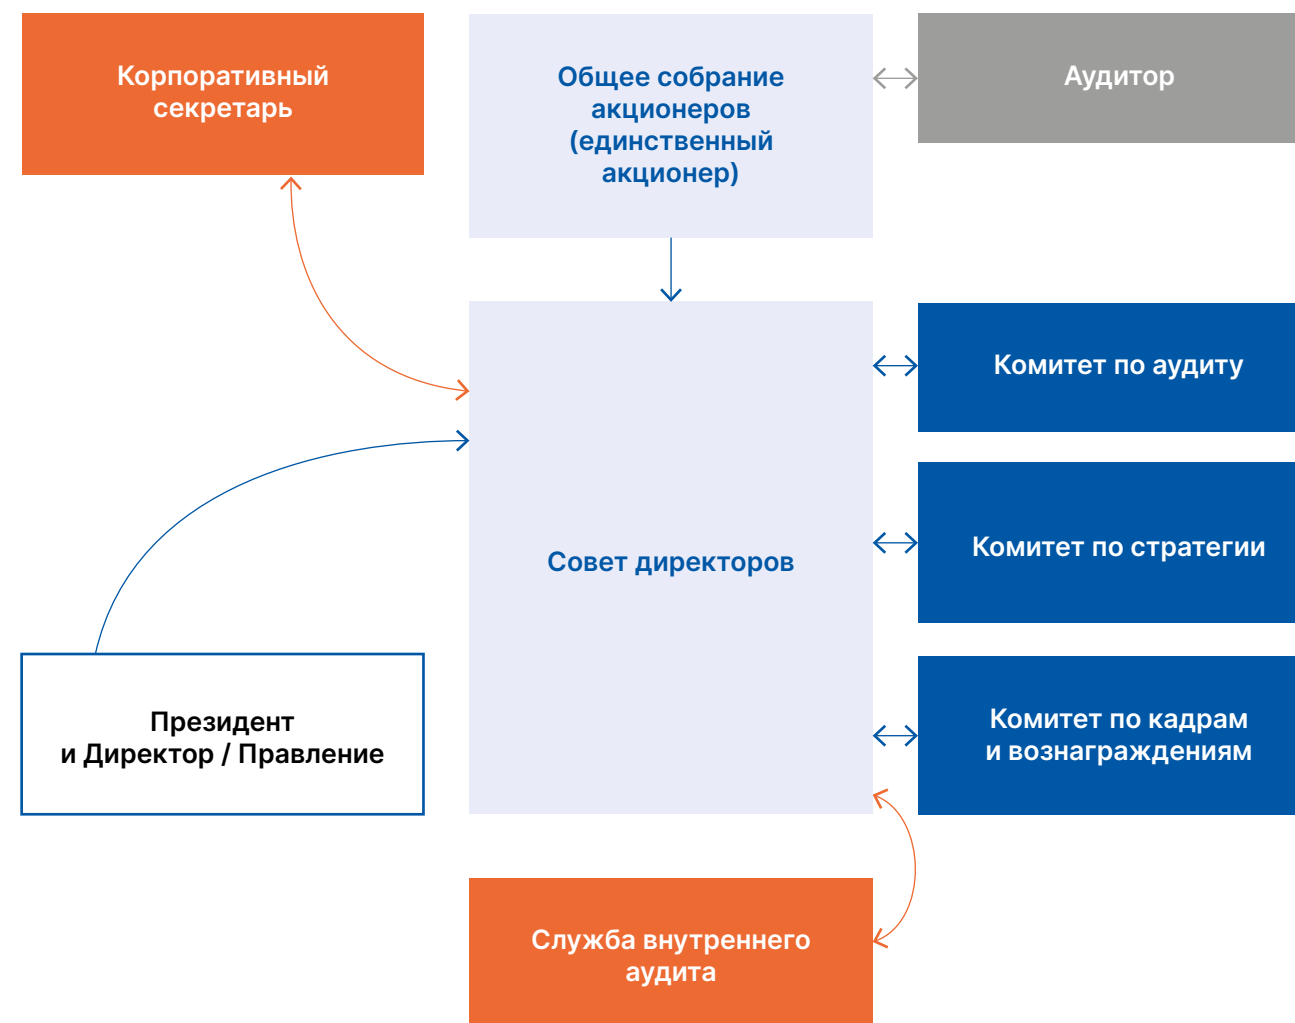 Корпоративный
секретарь
Общее собрание
акционеров
(единственный
акционер)
Аудитор
Комитет по аудиту
Совет директоров
Комитет по стратегии
Президент
и Директор / Правление
Комитет по кадрам
и вознаграждениям
Служба внутреннего
аудита